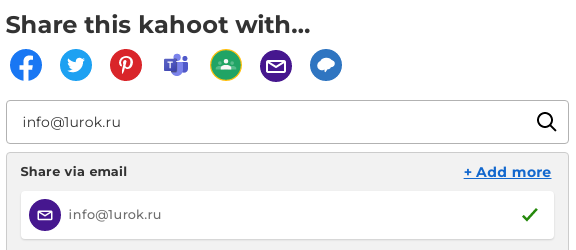 Share this kahoot with...
info@1urok.ru
Share via email
+ Add more
info@1urok.ru